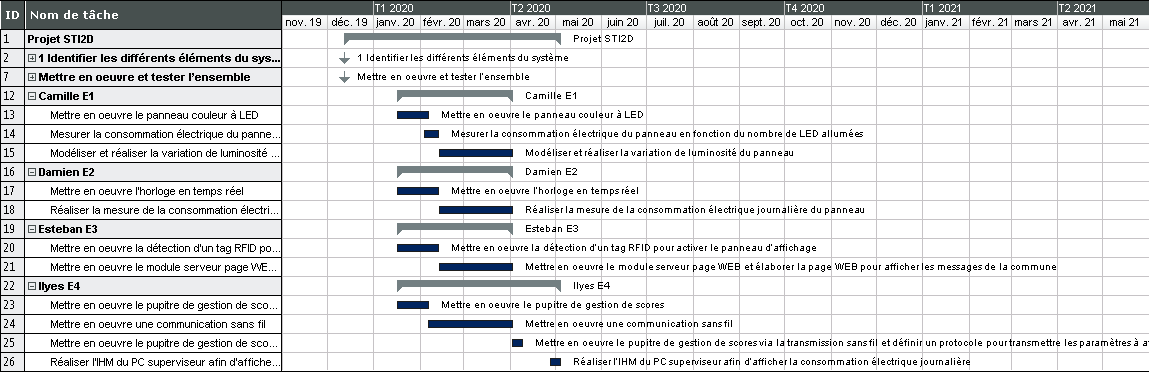 ID Nom de tâche T1 2020 T2 2020 T3 2020 T4 2020 T1 2021 T2 2021
nov. 19 déc. 19 janv. 20 févr. 20 mars 20 avr. 20 mai 20 juin 20 juil. 20 août 20 sept. 20 oct. 20 nov. 20 déc. 20 janv. 21 févr. 21 mars 21 avr. 21 mai 21
1 Projet STI2D Projet STI2D
2 1 Identifier les différents éléments du sys... 1 Identifier les différents éléments du système
7 Mettre en oeuvre et tester l'ensemble Mettre en oeuvre et tester l'ensemble
12 Camille E1 Camille E1
13 Mettre en oeuvre le panneau couleur à LED Mettre en oeuvre le panneau couleur à LED
14 Mesurer la consommation électrique du panne... Mesurer la consommation électrique du panneau en fonction du nombre de LED allumées
15 Modéliser et réaliser la variation de luminosité ... Modéliser et réaliser la variation de luminosité du panneau
16 Damien E2 Damien E2
17 Mettre en oeuvre l'horloge en temps réel Mettre en oeuvre l'horloge en temps réel
18 Réaliser la mesure de la consommation électri... Réaliser la mesure de la consommation électrique journalière du panneau
19 Esteban E3 Esteban E3
20 Mettre en oeuvre la détection d'un tag RFID po... Mettre en oeuvre la détection d'un tag RFID pour activer le panneau d'affichage
21 Mettre en oeuvre le module serveur page WE... Mettre en oeuvre le module serveur page WEB et élaborer la page WEB pour afficher les messages de la commune
22 Ilyes E4 Ilyes E4
23 Mettre en oeuvre le pupitre de gestion de sco... Mettre en oeuvre le pupitre de gestion de scores
24 Mettre en oeuvre une communication sans fil Mettre en oeuvre une communication sans fil
25 Mettre en oeuvre le pupitre de gestion de sco... Mettre en oeuvre le pupitre de gestion de scores via la transmission sans fil et définir un protocole pour transmettre les paramètres à
26 Réaliser l'IHM du PC superviseur afin d'affiche... Réaliser l'IHM du PC superviseur afin d'afficher la consommation électrique journalière